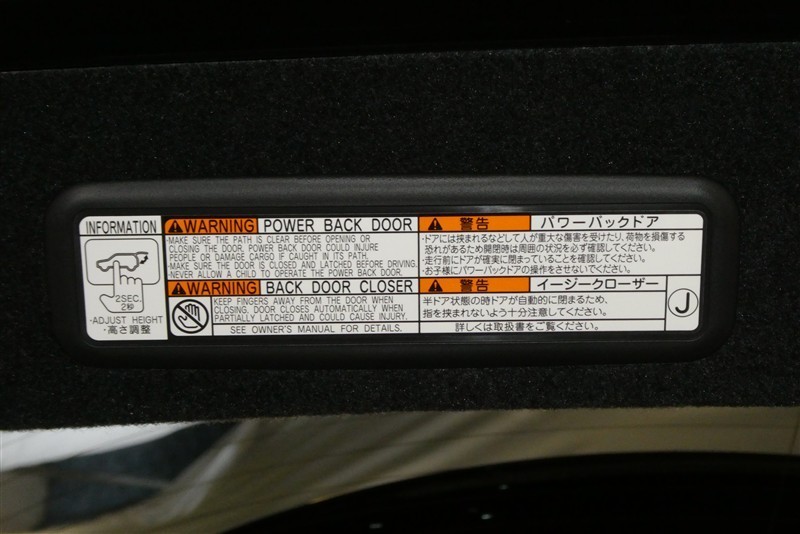 INFORMATION
2SEC.
2秒
·ADJUST HEIGHT
·高さ調整
WARNING POWER BACK DOOR
·MAKE SURE THE PATH IS CLEAR BEFORE OPENING OR
CLOSING THE DOOR. POWER BACK DOOR COULD INJURE
PEOPLE OR DAMAGE CARGO IF CAUGHT IN ITS PATH.
·MAKE SURE THE DOOR IS CLOSED AND LATCHED BEFORE DRIVING.
·NEVER ALLOW A CHILD TO OPERATE THE POWER BACK DOOR.
WARNING BACK DOOR CLOSER
KEEP FINGERS AWAY FROM THE DOOR WHEN
CLOSING. DOOR CLOSES AUTOMATICALLY WHEN
PARTIALLY LATCHED AND COULD CAUSE INJURY.
SEE OWNER'S MANUAL FOR DETAILS.
警告 パワーバックドア
·ドアには挟まれるなどして人が重大な傷害を受けたり、荷物を損傷する
恐れがあるため開閉時は周囲の状況を必ず確認してください。
·走行前にドアが確実に閉まっていることを確認してください。
·お子様にパワーバックドアの操作をさせないでください。
警告 イージークローザー
半ドア状態の時ドアが自動的に閉まるため、
指を挟まれないよう十分注意してください。
詳しくは取扱書をご覧ください。
J